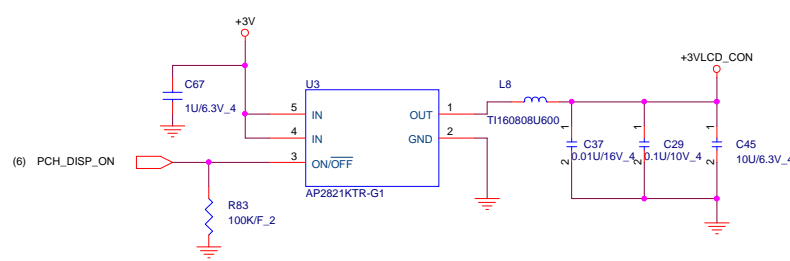 +3V
+3VLCD_CON
C67
1U/6.3V_4
U3
L8
5 IN
OUT 1
TI160808U600
4 IN
GND 2
1
C37
0.01U/16V_4
2
1
C29
0.1U/10V_4
2
1
C45
10U/6.3V_4
2
(6) PCH_DISP_ON
3 ON/OFF
AP2821KTR-G1
R83
100K/F_2